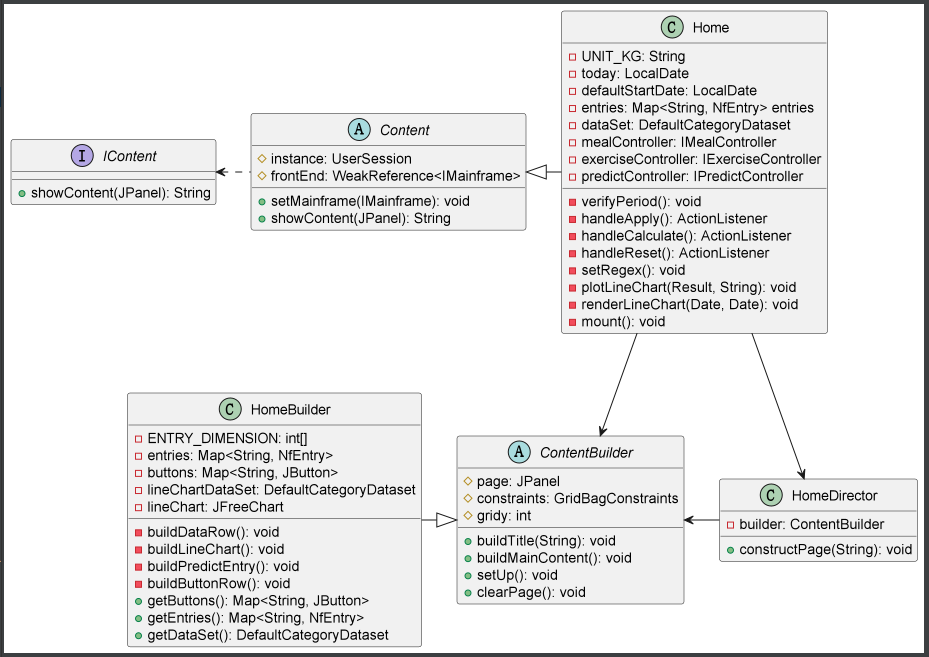 C Home
UNIT_KG: String
today: LocalDate
defaultStartDate: LocalDate
entries: Map<String, NfEntry> entries
dataSet: DefaultCategoryDataset
mealController: IMealController
exerciseController: IExerciseController
predictController: IPredictController
verifyPeriod(): void
handleApply(): ActionListener
handleCalculate(): ActionListener
handleReset(): ActionListener
setRegex(): void
plotLineChart(Result, String): void
renderLineChart(Date, Date): void
mount(): void
A Content
instance: UserSession
frontEnd: WeakReference<IMainframe>
setMainframe(IMainframe): void
showContent(JPanel): String
I IContent
showContent(JPanel): String
C HomeBuilder
ENTRY_DIMENSION: int[]
entries: Map<String, NfEntry>
buttons: Map<String, JButton>
lineChartDataSet: DefaultCategoryDataset
lineChart: JFreeChart
buildDataRow(): void
buildLineChart(): void
buildPredictEntry(): void
buildButtonRow(): void
getButtons(): Map<String, JButton>
getEntries(): Map<String, NfEntry>
getDataSet(): DefaultCategoryDataset
A ContentBuilder
page: JPanel
constraints: GridBagConstraints
gridy: int
buildTitle(String): void
buildMainContent(): void
setUp(): void
clearPage(): void
C HomeDirector
builder: ContentBuilder
constructPage(String): void